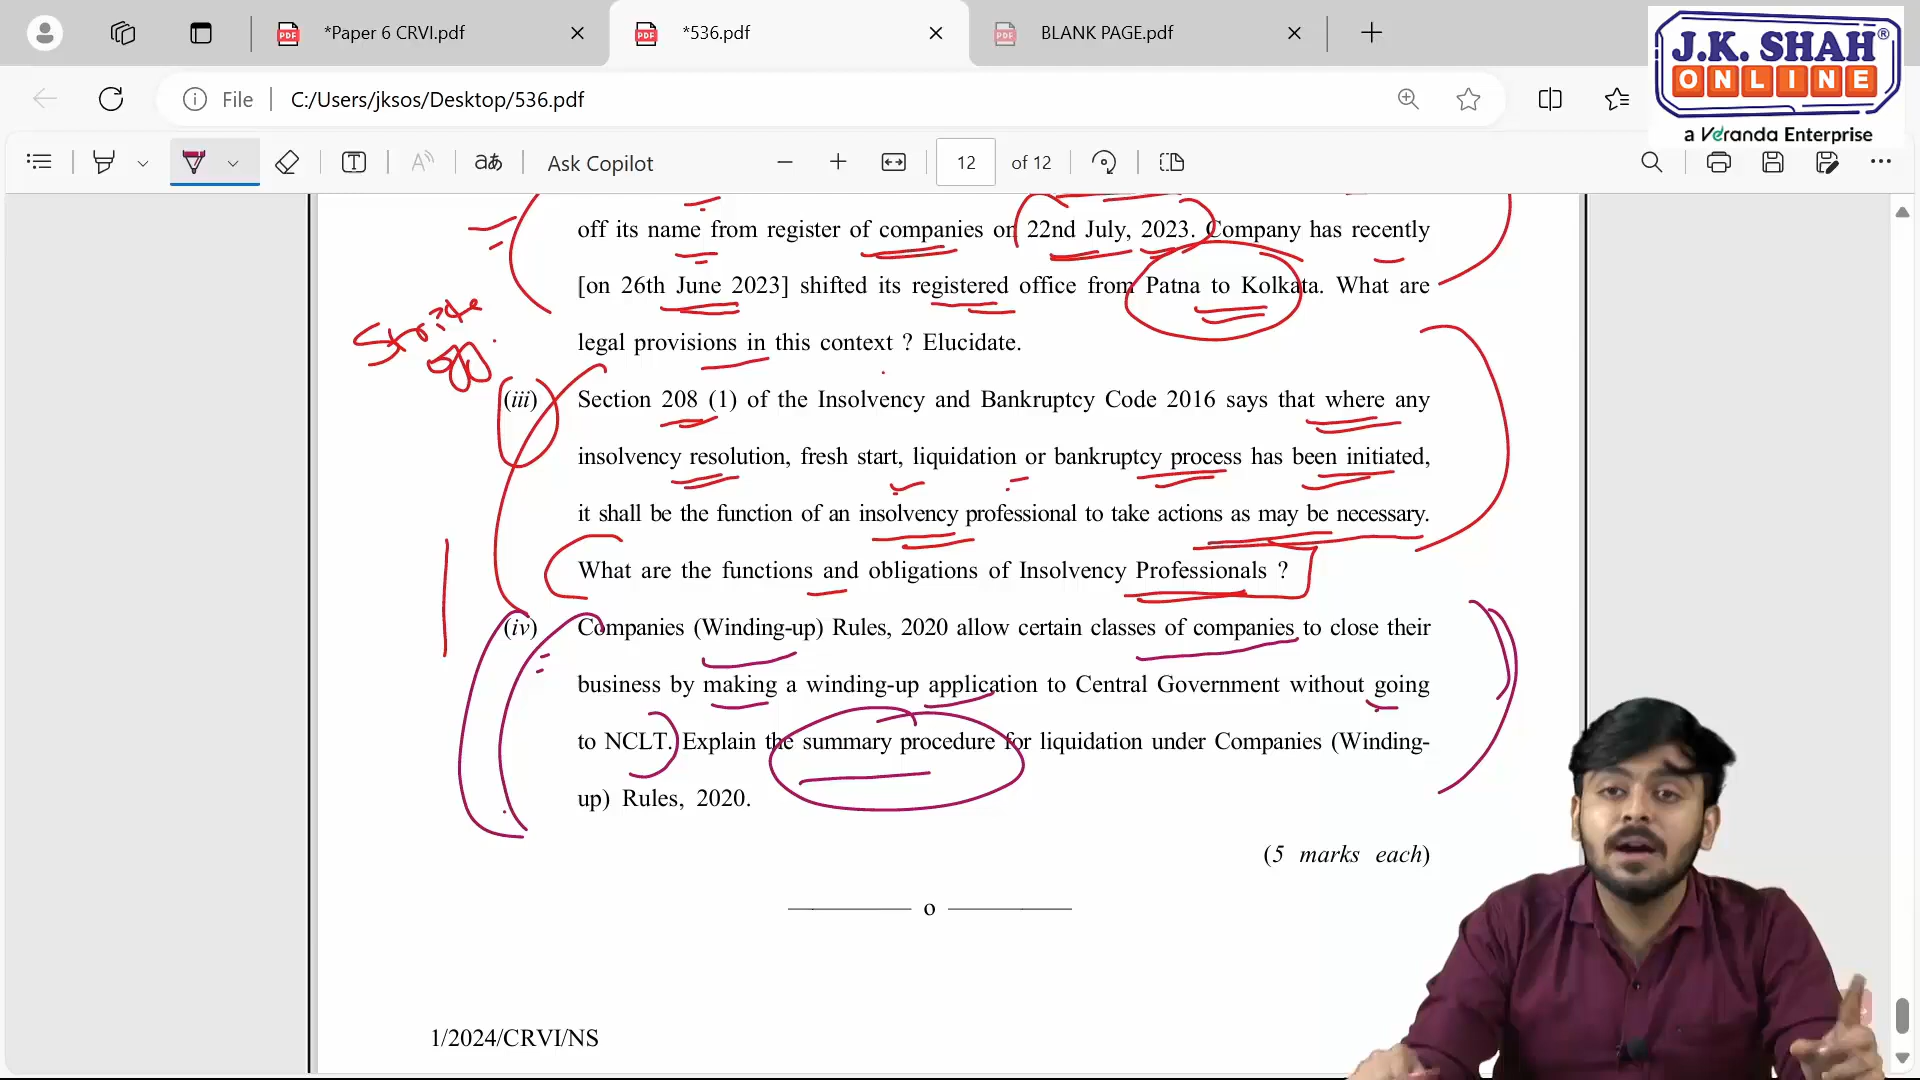 *Paper 6 CRVI.pdf
*536.pdf
BLANK PAGE.pdf
File
C:/Users/jksos/Desktop/536.pdf
J.K. SHAH®
ONLINE
a Veranda Enterprise
Ask Copilot
12
of 12
off its name from register of companies on 22nd July, 2023. Company has recently
[on 26th June 2023] shifted its registered office from Patna to Kolkata. What are
legal provisions in this context ? Elucidate.
Strike
off
(iii) Section 208 (1) of the Insolvency and Bankruptcy Code 2016 says that where any
insolvency resolution, fresh start, liquidation or bankruptcy process has been initiated,
it shall be the function of an insolvency professional to take actions as may be necessary.
What are the functions and obligations of Insolvency Professionals ?
(iv) Companies (Winding-up) Rules, 2020 allow certain classes of companies to close their
business by making a winding-up application to Central Government without going
to NCLT. Explain the summary procedure for liquidation under Companies (Winding-
up) Rules, 2020.
(5 marks each)
o
1/2024/CRVI/NS